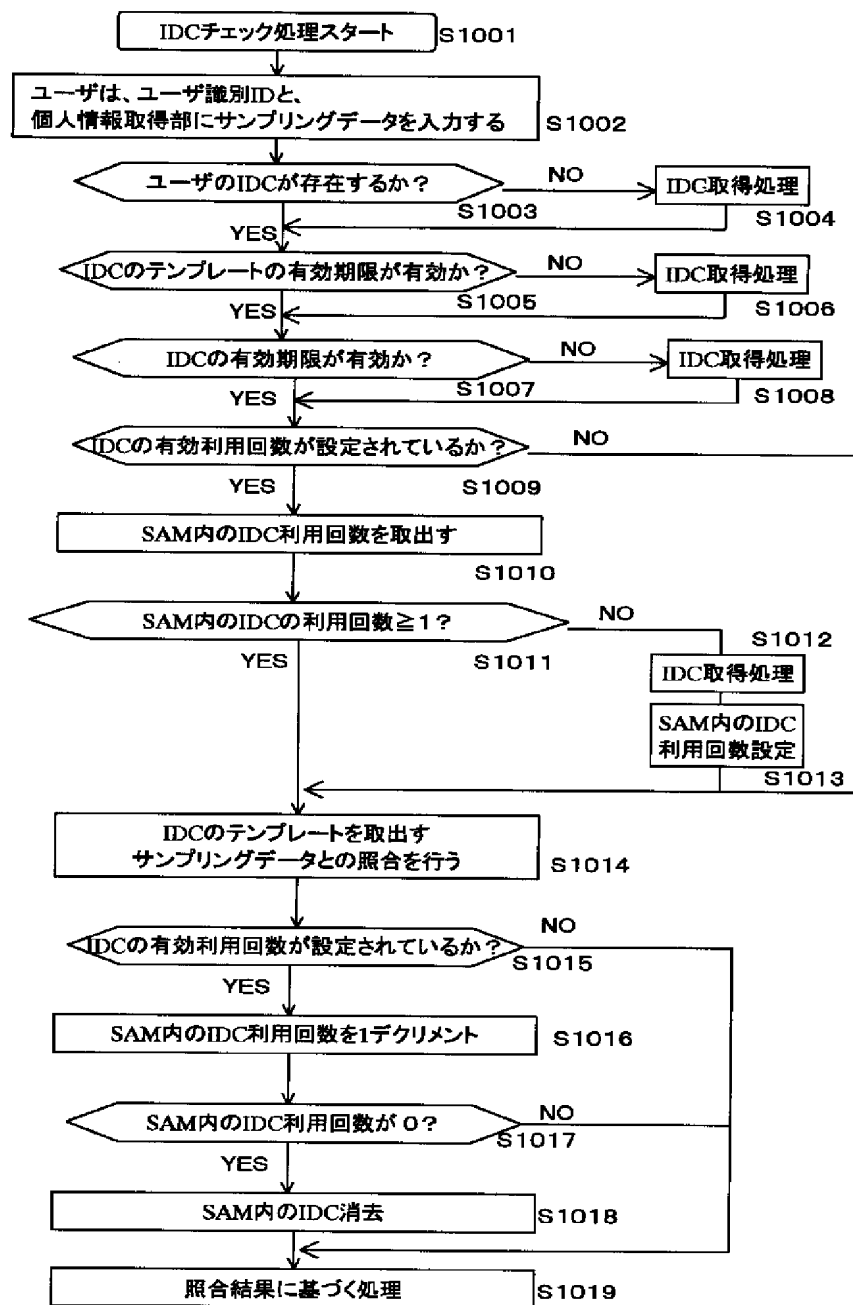 IDCチェック処理スタート S1001
ユーザは、ユーザ識別IDと、
個人情報取得部にサンプリングデータを入力する S1002
ユーザのIDCが存在するか？ NO IDC取得処理
S1003 S1004
YES
IDCのテンプレートの有効期限が有効か？ NO IDC取得処理
S1005 S1006
YES
IDCの有効期限が有効か？ NO IDC取得処理
S1007 S1008
YES
IDCの有効利用回数が設定されているか？ NO
YES S1009
SAM内のIDC利用回数を取出す
S1010
SAM内のIDCの利用回数≧1？ NO
S1012
YES S1011
IDC取得処理
SAM内のIDC
利用回数設定
S1013
IDCのテンプレートを取出す
サンプリングデータとの照合を行う S1014
IDCの有効利用回数が設定されているか？ NO
S1015
YES
SAM内のIDC利用回数を1デクリメント S1016
SAM内のIDC利用回数が０？ NO
S1017
YES
SAM内のIDC消去 S1018
照合結果に基づく処理 S1019